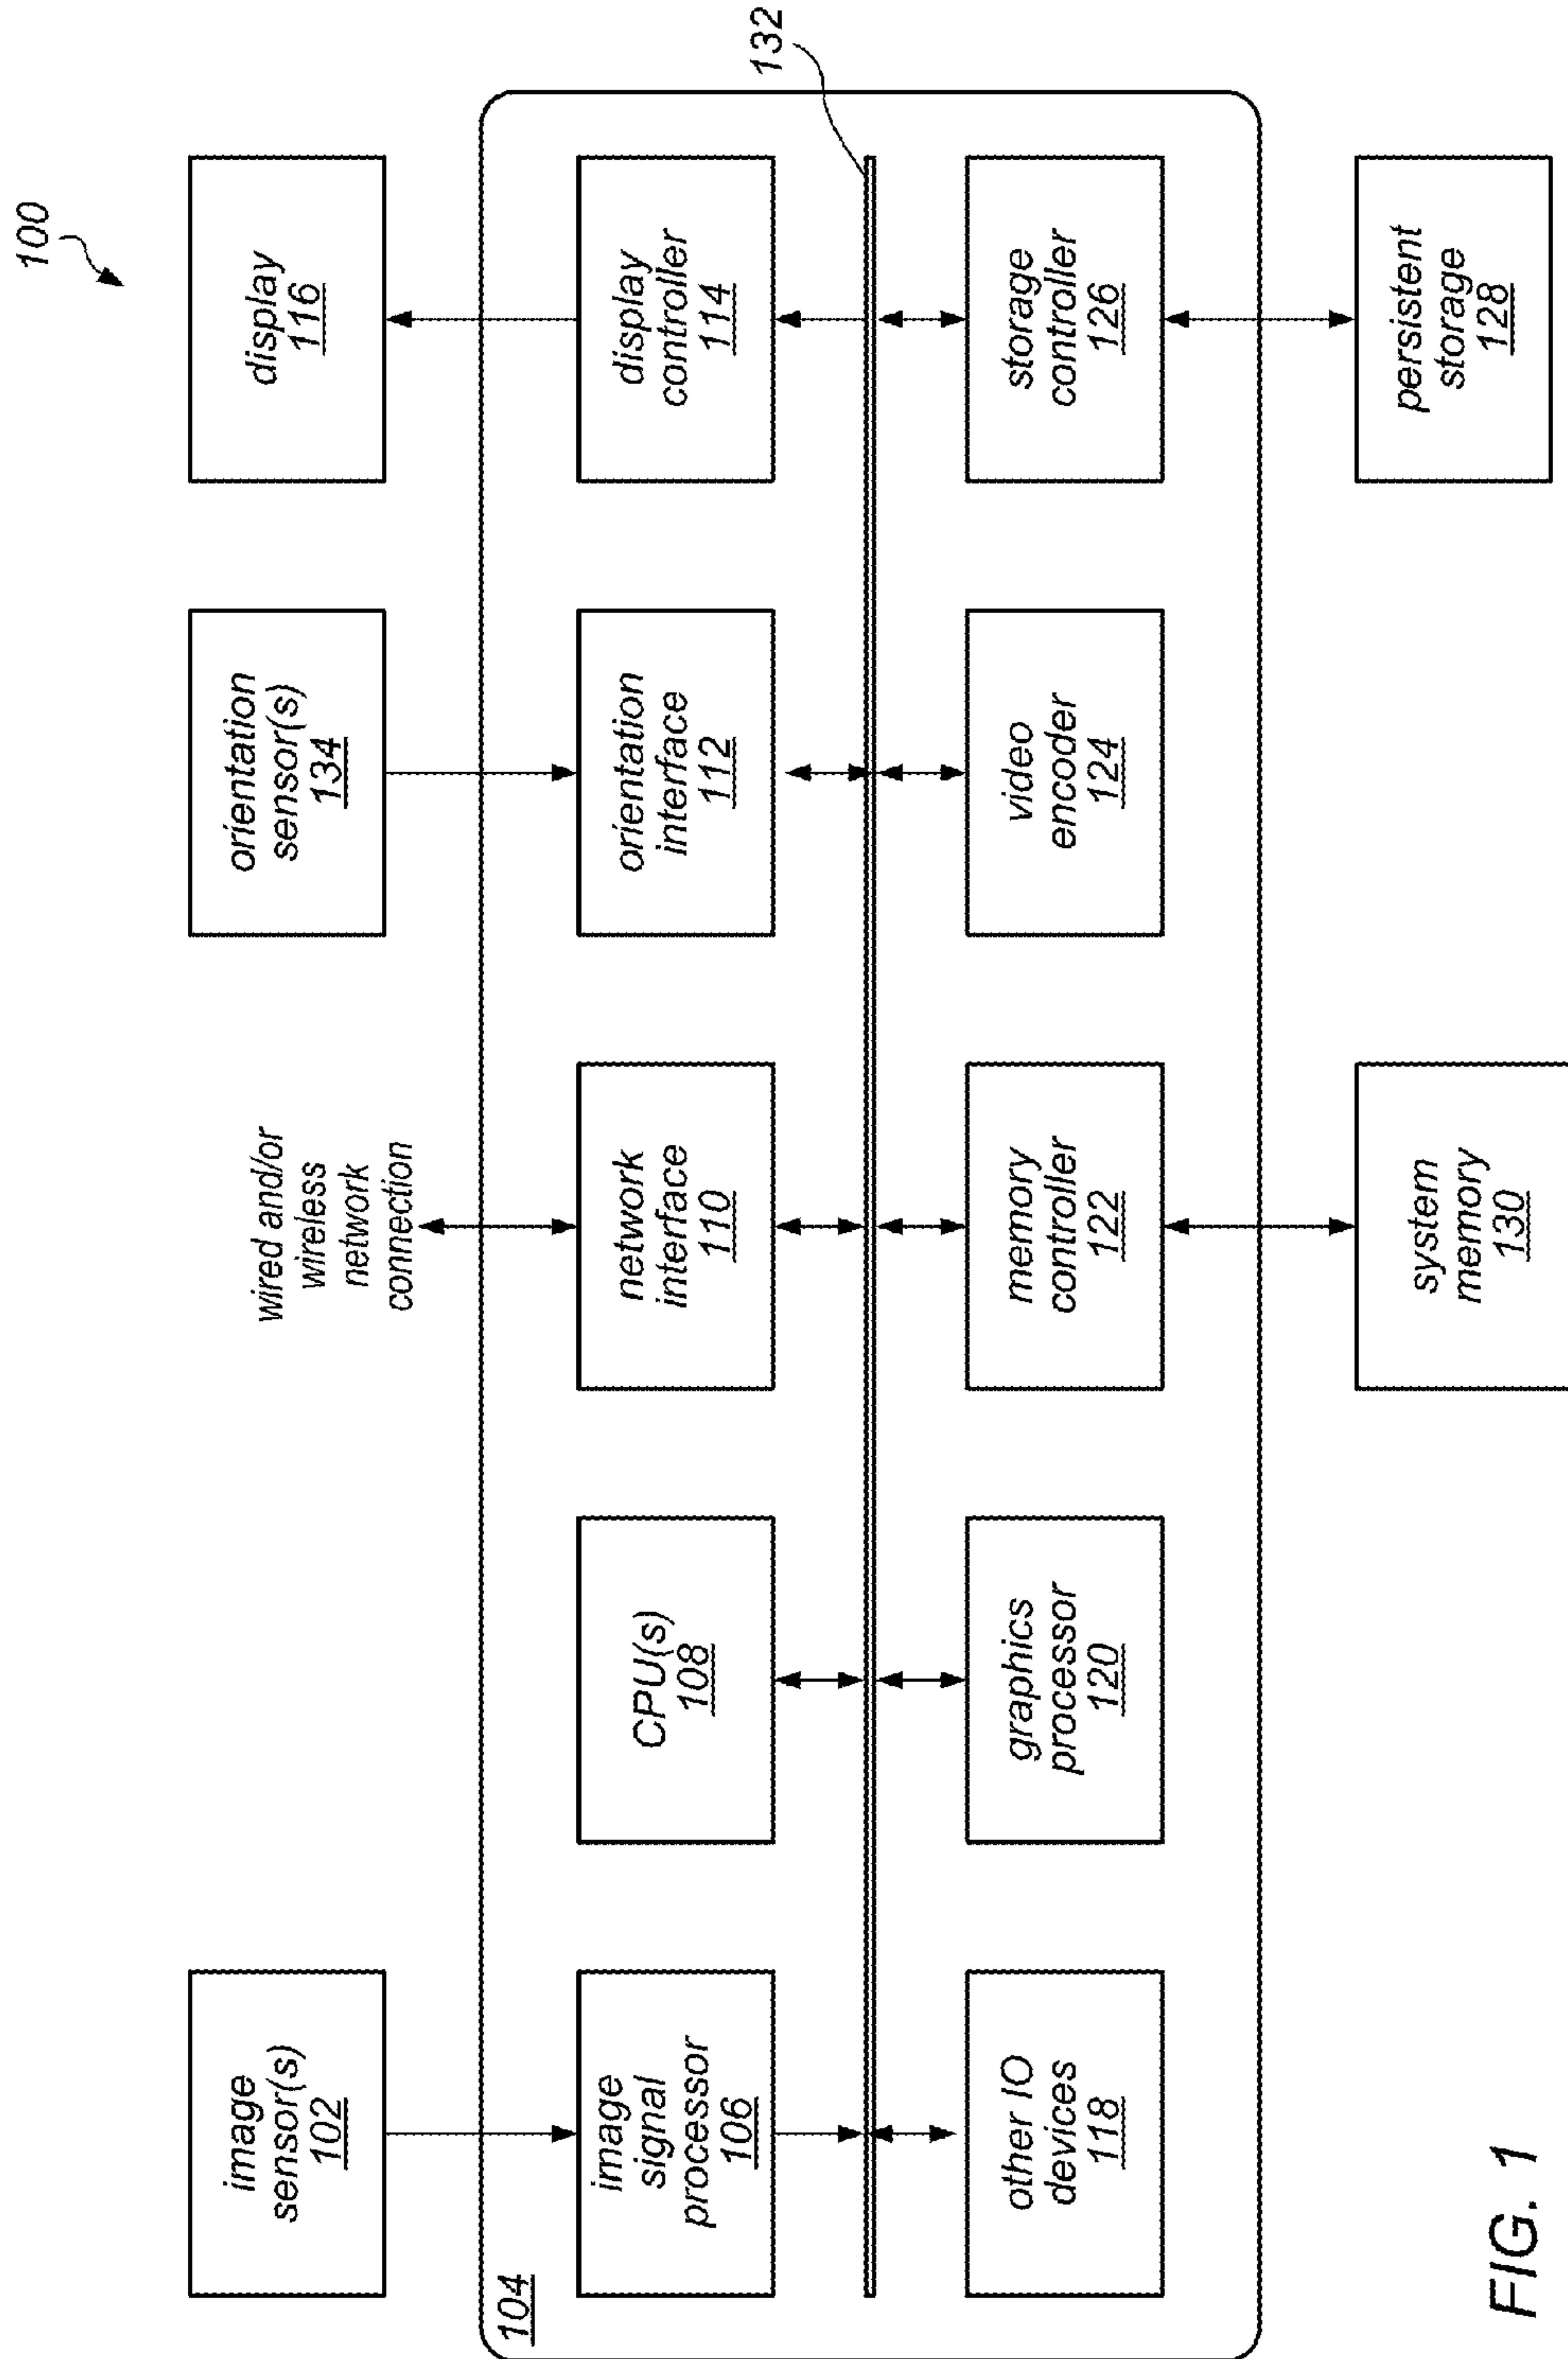 100
image
sensor(s)
102
wired and/or
wireless
network
connection
orientation
sensor(s)
134
display
116
104
image
signal
processor
106
CPU(s)
108
network
interface
110
orientation
interface
112
display
controller
114
132
other IO
devices
118
graphics
processor
120
memory
controller
122
video
encoder
124
storage
controller
126
system
memory
130
persistent
storage
128
FIG. 1